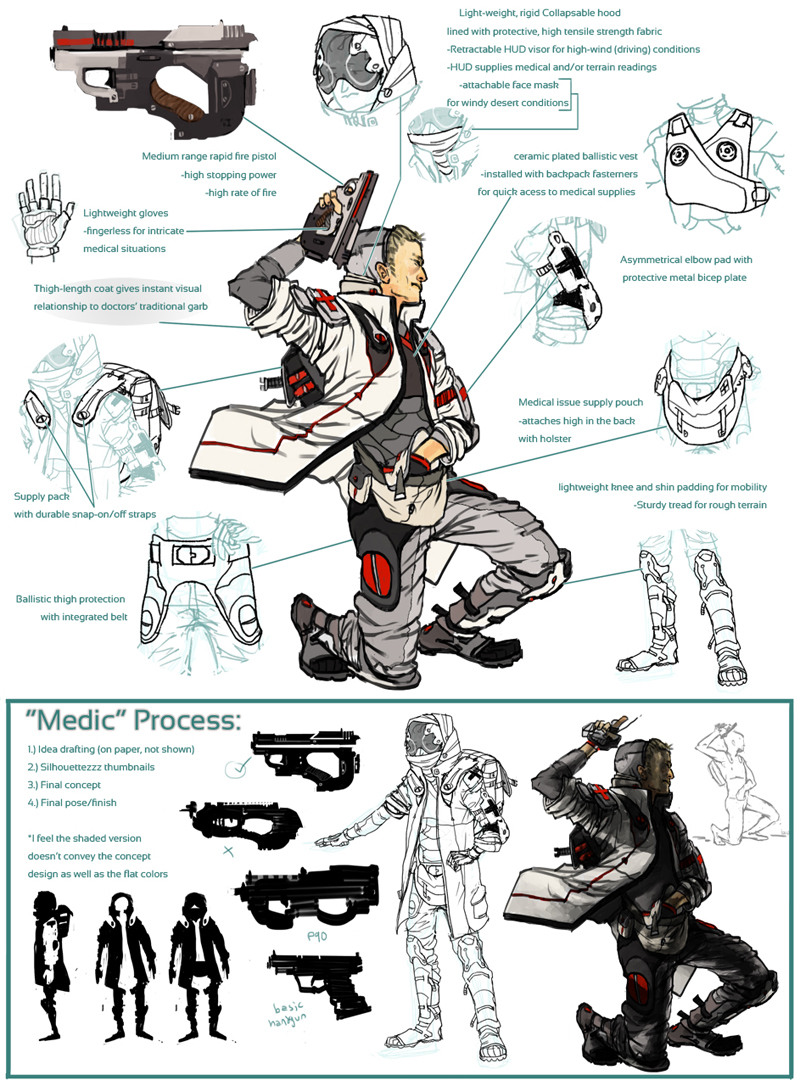 Light-weight, rigid Collapsable hood
lined with protective, high tensile strength fabric
-Retractable HUD visor for high-wind (driving) conditions
-HUD supplies medical and/or terrain readings
-attachable face mask
for windy desert conditions
Medium range rapid fire pistol
-high stopping power
-high rate of fire
ceramic plated ballistic vest
-installed with backpack fasterners
for quick acess to medical supplies
Lightweight gloves
-fingerless for intricate
medical situations
Asymmetrical elbow pad with
protective metal bicep plate
Thigh-length coat gives instant visual
relationship to doctors' traditional garb
Medical issue supply pouch
-attaches high in the back
with holster
Supply pack
with durable snap-on/off straps
lightweight knee and shin padding for mobility
-Sturdy tread for rough terrain
Ballistic thigh protection
with integrated belt
"Medic" Process:
1.) Idea drafting (on paper, not shown)
2.) Silhouettezzz thumbnails
3.) Final concept
4.) Final pose/finish
*I feel the shaded version
doesn't convey the concept
design as well as the flat colors
P90
basic
handgun